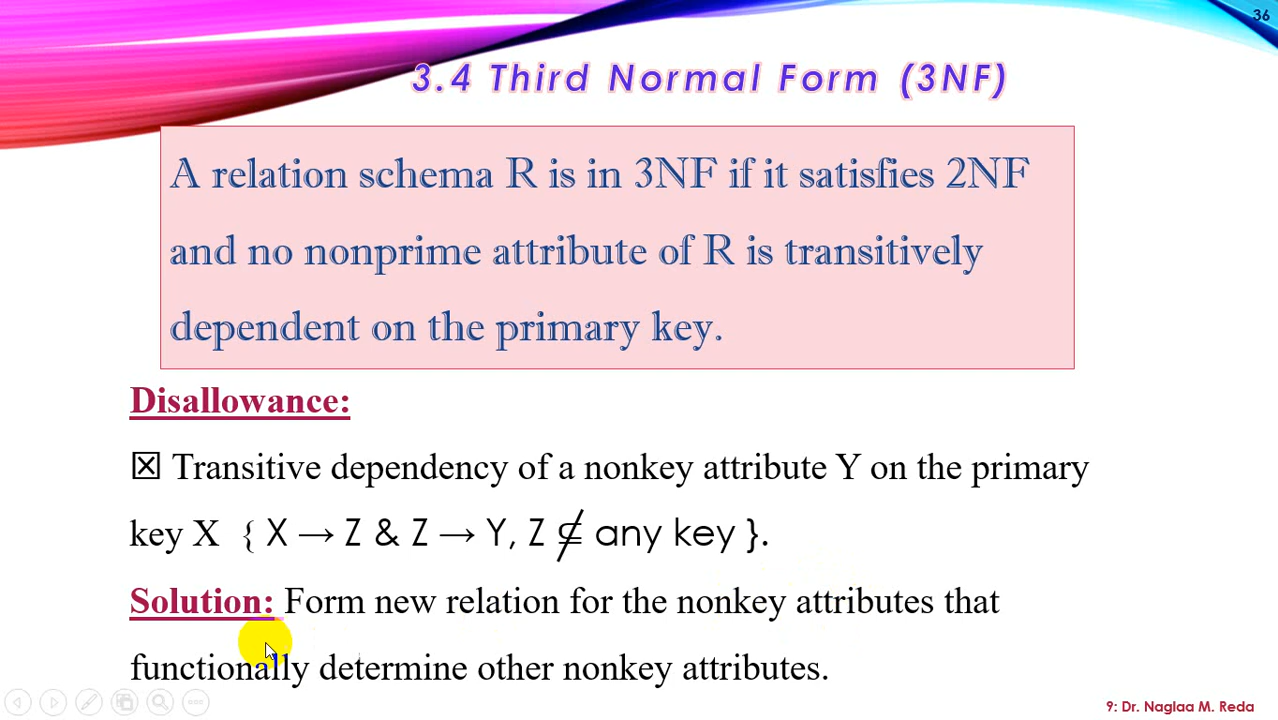 36
3.4 Third Normal Form (3NF)
A relation schema R is in 3NF if it satisfies 2NF
and no nonprime attribute of R is transitively
dependent on the primary key.
Disallowance:
☒ Transitive dependency of a nonkey attribute Y on the primary
key X { X → Z & Z → Y, Z ⊈ any key }.
Solution: Form new relation for the nonkey attributes that
functionally determine other nonkey attributes.
9: Dr. Naglaa M. Reda